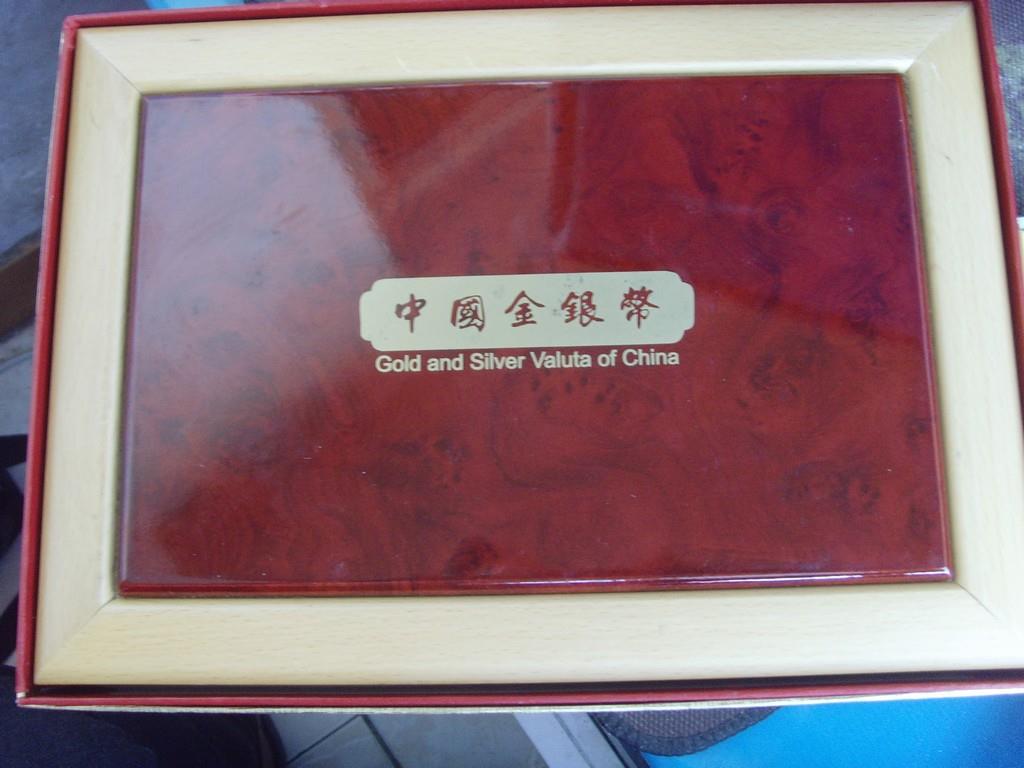 中國金銀幣
Gold and Silver Valuta of China